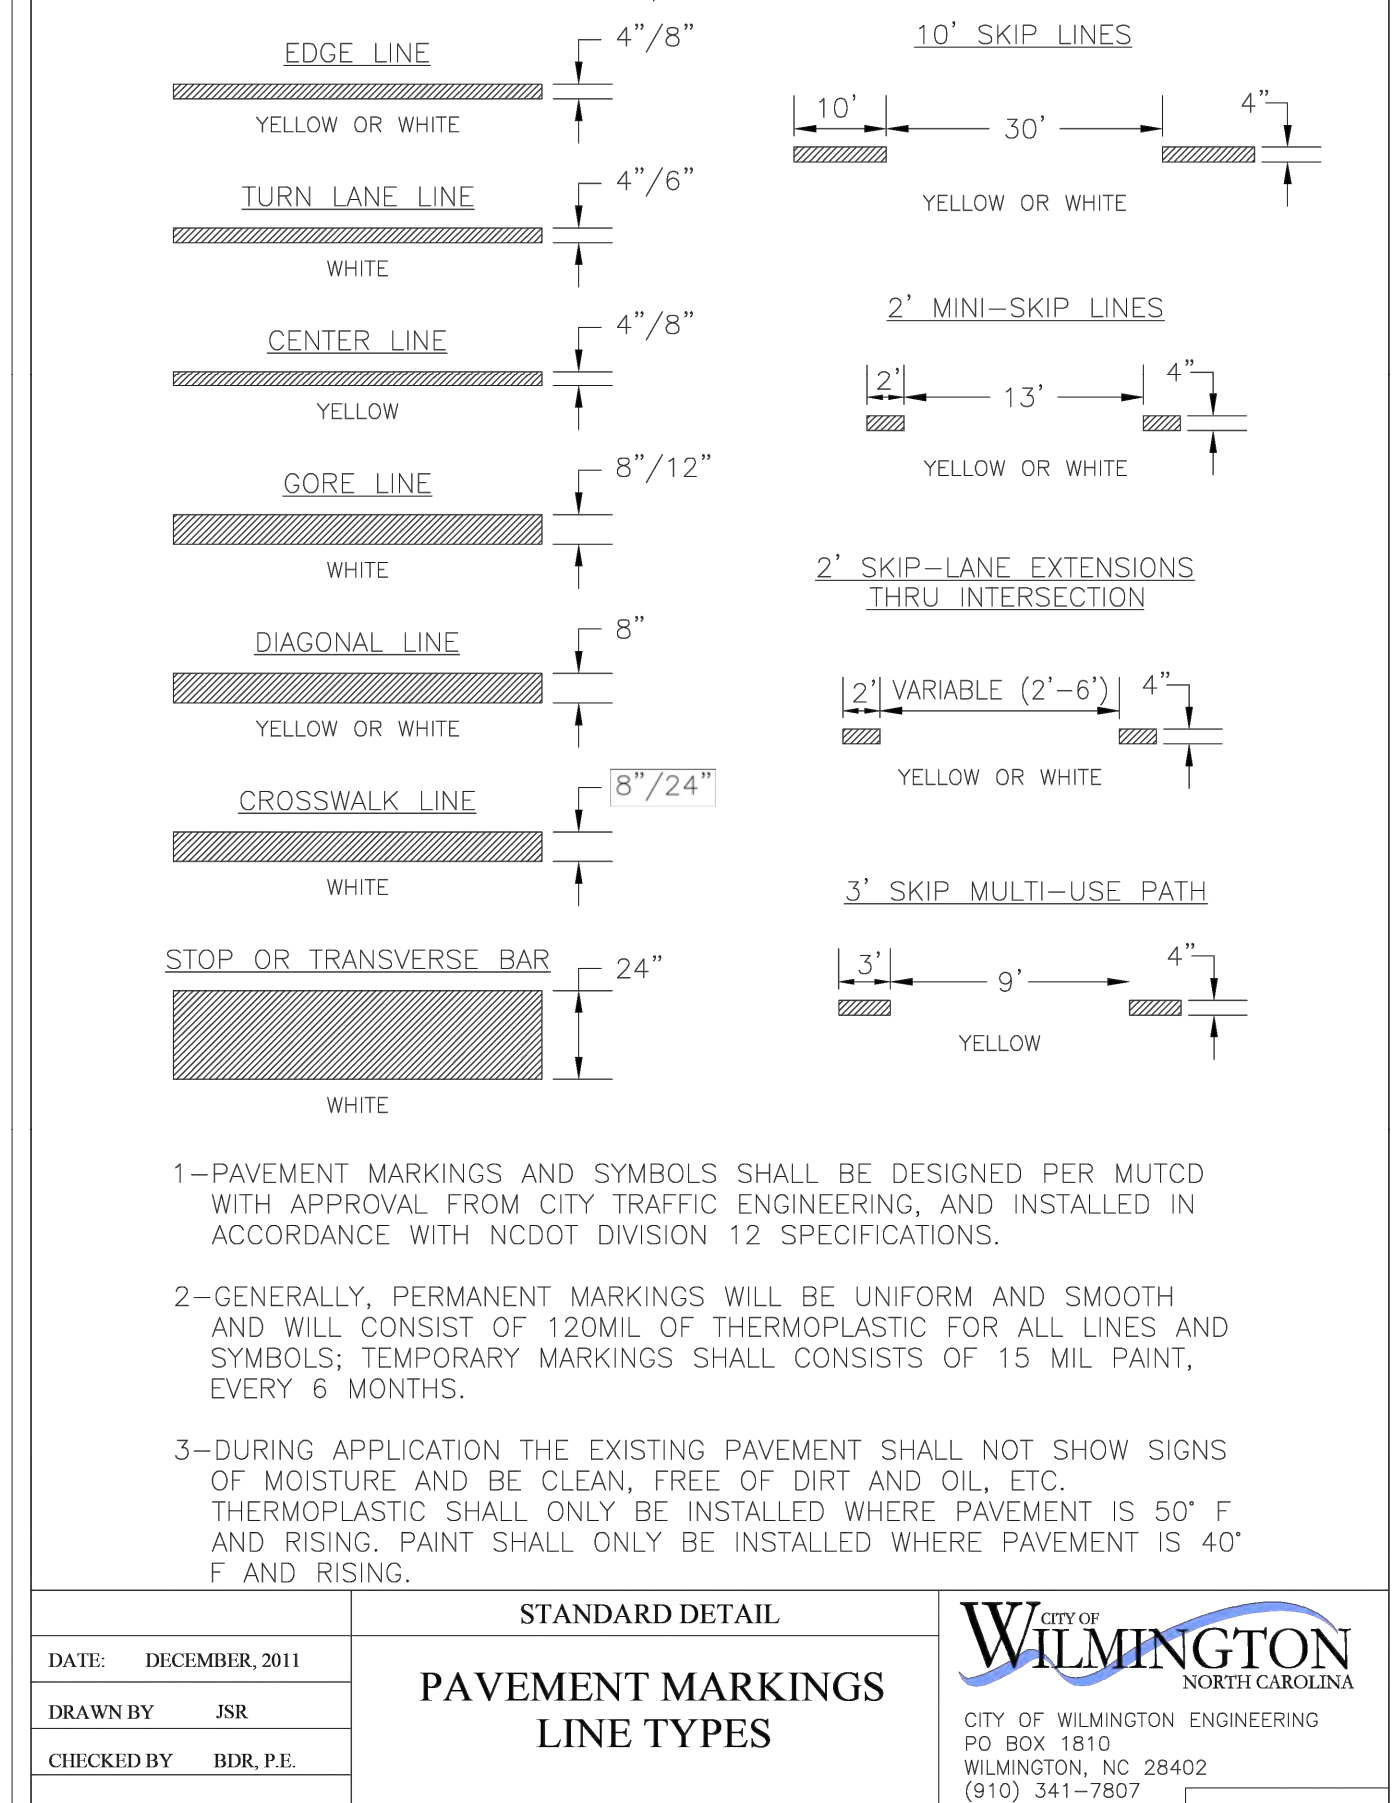 EDGE LINE
4"/8"
YELLOW OR WHITE
TURN LANE LINE
4"/6"
WHITE
CENTER LINE
4"/8"
YELLOW
GORE LINE
8"/12"
WHITE
DIAGONAL LINE
8"
YELLOW OR WHITE
CROSSWALK LINE
8"/24"
WHITE
STOP OR TRANSVERSE BAR
24"
WHITE
10' SKIP LINES
10'
30'
4"
YELLOW OR WHITE
2' MINI-SKIP LINES
2'
13'
4"
YELLOW OR WHITE
2' SKIP-LANE EXTENSIONS
THRU INTERSECTION
2'
VARIABLE (2'-6')
4"
YELLOW OR WHITE
3' SKIP MULTI-USE PATH
3'
9'
4"
YELLOW
1-PAVEMENT MARKINGS AND SYMBOLS SHALL BE DESIGNED PER MUTCD
WITH APPROVAL FROM CITY TRAFFIC ENGINEERING, AND INSTALLED IN
ACCORDANCE WITH NCDOT DIVISION 12 SPECIFICATIONS.
2-GENERALLY, PERMANENT MARKINGS WILL BE UNIFORM AND SMOOTH
AND WILL CONSIST OF 120MIL OF THERMOPLASTIC FOR ALL LINES AND
SYMBOLS; TEMPORARY MARKINGS SHALL CONSISTS OF 15 MIL PAINT,
EVERY 6 MONTHS.
3-DURING APPLICATION THE EXISTING PAVEMENT SHALL NOT SHOW SIGNS
OF MOISTURE AND BE CLEAN, FREE OF DIRT AND OIL, ETC.
THERMOPLASTIC SHALL ONLY BE INSTALLED WHERE PAVEMENT IS 50° F
AND RISING. PAINT SHALL ONLY BE INSTALLED WHERE PAVEMENT IS 40°
F AND RISING.
DATE: DECEMBER, 2011
DRAWN BY JSR
CHECKED BY BDR, P.E.
STANDARD DETAIL
PAVEMENT MARKINGS
LINE TYPES
CITY OF
WILMINGTON
NORTH CAROLINA
CITY OF WILMINGTON ENGINEERING
PO BOX 1810
WILMINGTON, NC 28402
(910) 341-7807